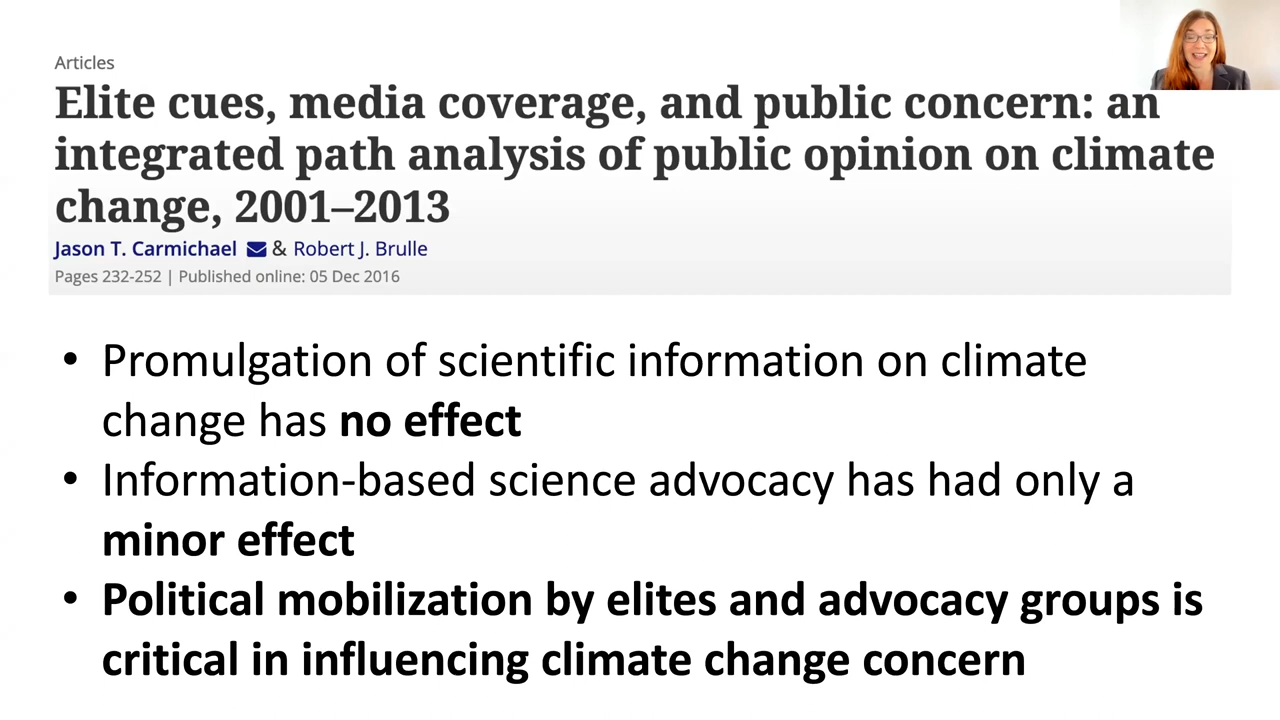 Articles
Elite cues, media coverage, and public concern: an
integrated path analysis of public opinion on climate
change, 2001–2013
Jason T. Carmichael & Robert J. Brulle
Pages 232-252 | Published online: 05 Dec 2016
• Promulgation of scientific information on climate
change has no effect
• Information-based science advocacy has had only a
minor effect
• Political mobilization by elites and advocacy groups is
critical in influencing climate change concern